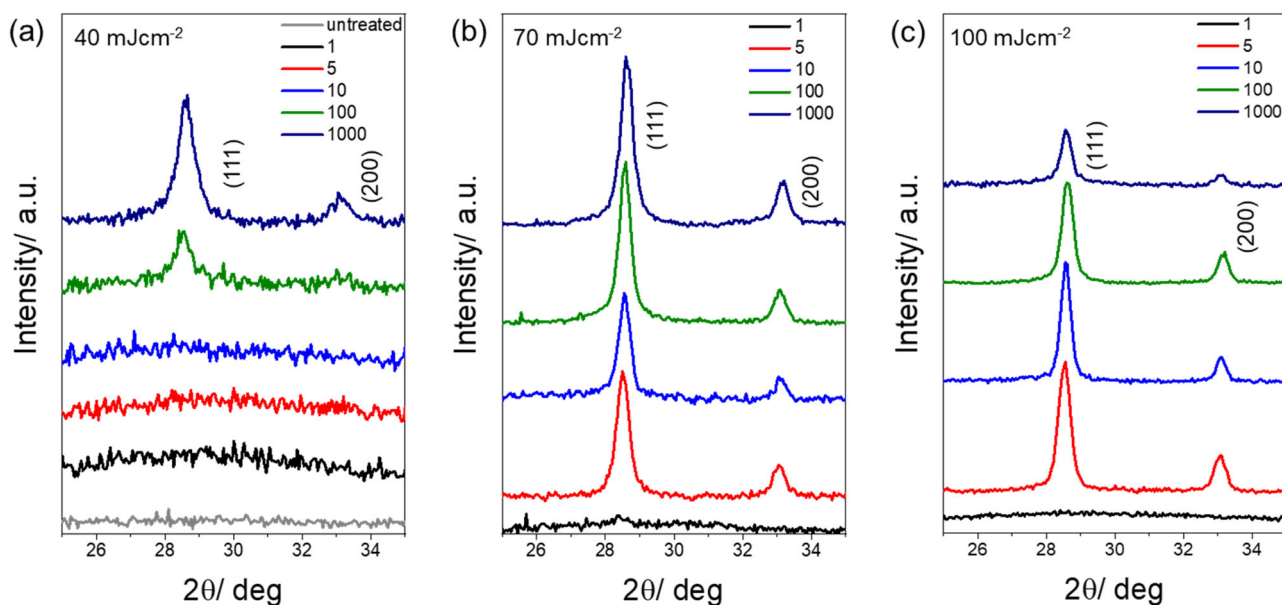 (a)
40 mJcm-2
untreated
1
5
10
100
1000
(111)
(200)
Intensity/ a.u.
26 28 30 32 34
2θ/ deg
(b)
70 mJcm-2
1
5
10
100
1000
(111)
(200)
Intensity/ a.u.
26 28 30 32 34
2θ/ deg
(c)
100 mJcm-2
1
5
10
100
1000
(111)
(200)
Intensity/ a.u.
26 28 30 32 34
2θ/ deg